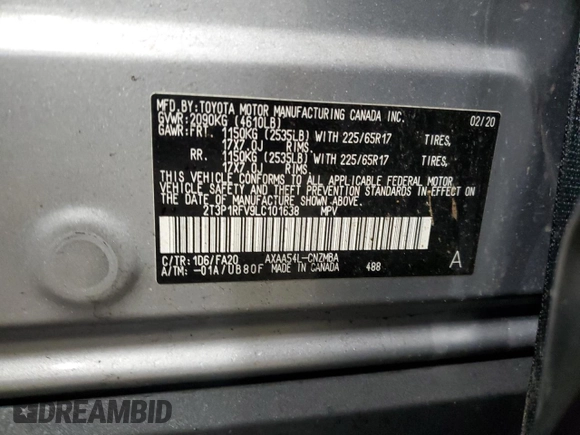 MFD.BY: TOYOTA MOTOR MANUFACTURING CANADA INC.
GVWR: 2090KG (4610LB) 02/20
GAWR: FRT. 1150KG (2535LB) WITH 225/65R17 TIRES,
17X7.0J RIMS.
RR. 1150KG (2535LB) WITH 225/65R17 TIRES,
17X7.0J RIMS.
THIS VEHICLE CONFORMS TO ALL APPLICABLE FEDERAL MOTOR
VEHICLE SAFETY AND THEFT PREVENTION STANDARDS IN-EFFECT-ON
THE DATE OF MANUFACTURE SHOWN ABOVE.
2T3P1RFV9LC101638 MPV
C/TR: 1D6/FA20 AXAA54L-CNZMBA
A/TM: -01A/UB80F MADE IN CANADA 488
A
DREAMBID